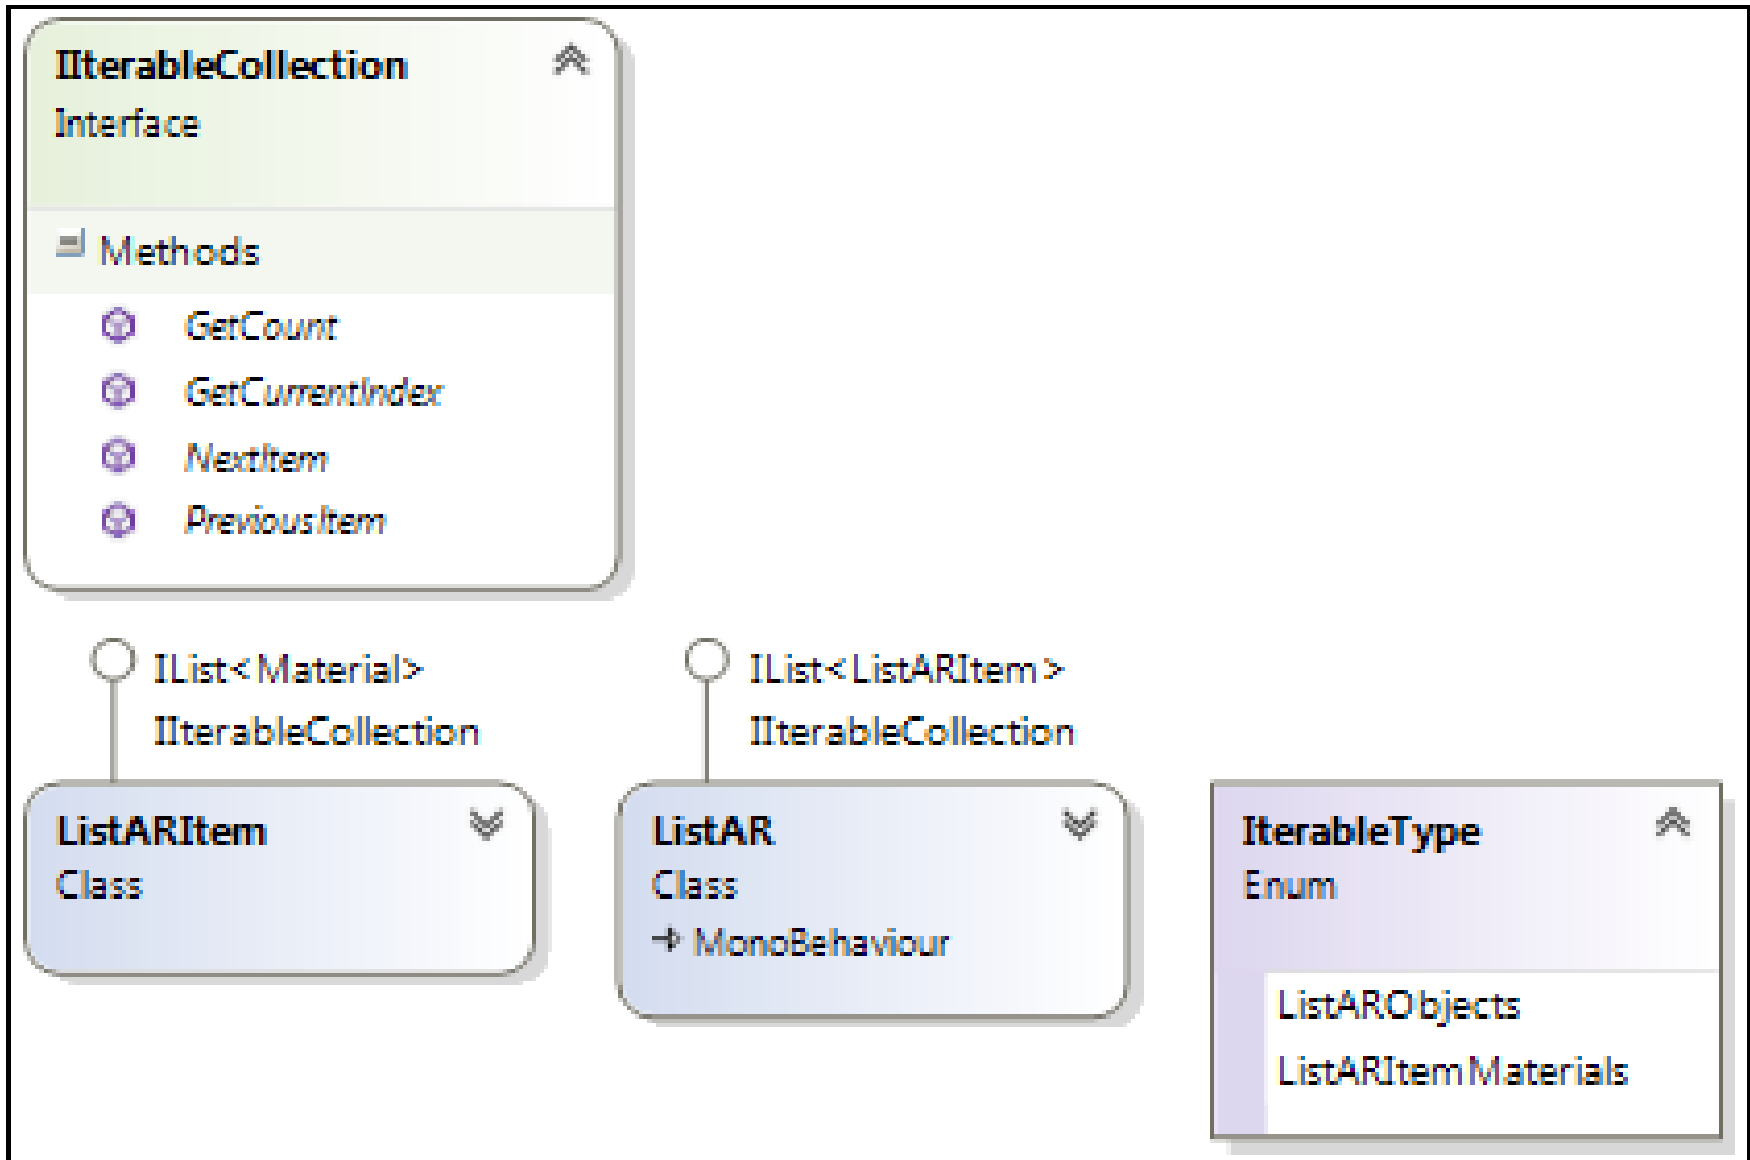 IIterableCollection
Interface
Methods
GetCount
GetCurrentIndex
NextItem
PreviousItem
IList<Material>
IIterableCollection
ListARItem
Class
IList<ListARItem>
IIterableCollection
ListAR
Class
MonoBehaviour
IterableType
Enum
ListARObjects
ListARItemMaterials